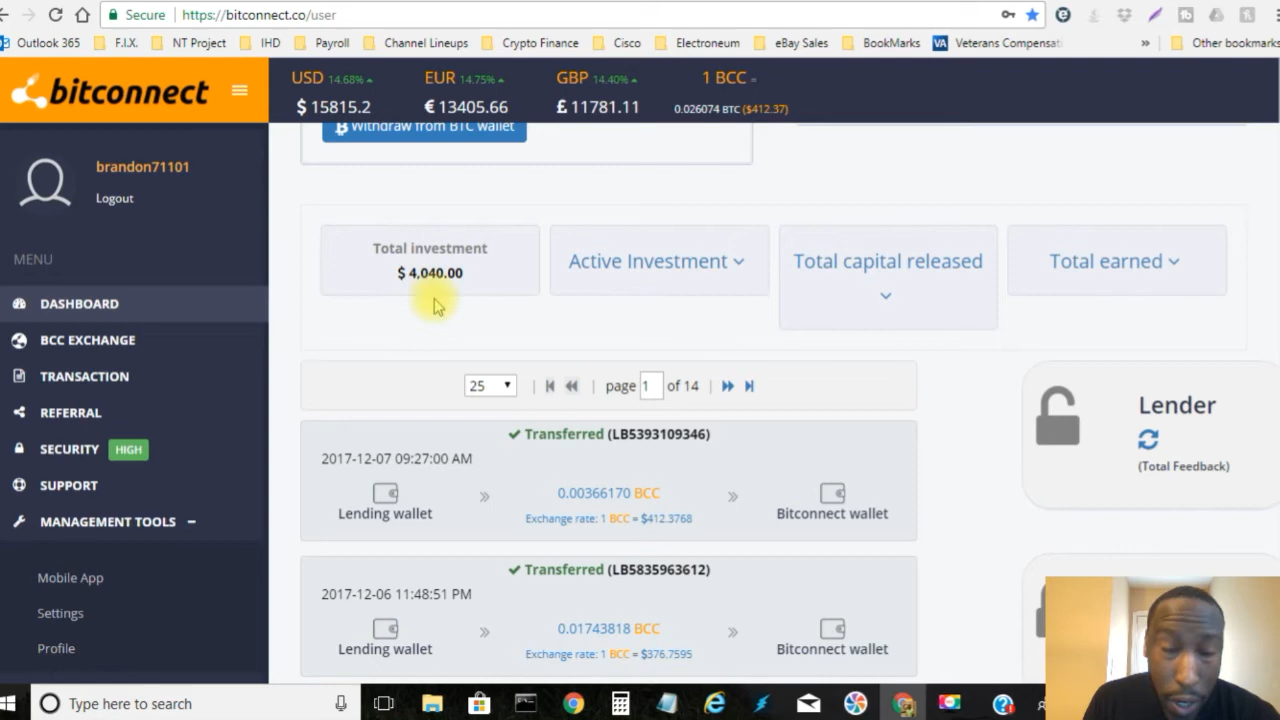 Secure https://bitconnect.co/user
Outlook 365 F.I.X. NT Project IHD Payroll Channel Lineups Crypto Finance Cisco Electroneum eBay Sales BookMarks VA Veterans Compensati » Other bookmarks
bitconnect
USD 14.68% EUR 14.75% GBP 14.40% 1 BCC =
$ 15815.2 € 13405.66 £ 11781.11 0.026074 BTC ($412.37)
Withdraw from BTC wallet
brandon71101
Logout
MENU
DASHBOARD
BCC EXCHANGE
TRANSACTION
REFERRAL
SECURITY HIGH
SUPPORT
MANAGEMENT TOOLS −
Mobile App
Settings
Profile
Total investment
$ 4,040.00
Active Investment
Total capital released
Total earned
25 | page 1 of 14 |
Transferred (LB5393109346)
2017-12-07 09:27:00 AM
0.00366170 BCC
Lending wallet » » Bitconnect wallet
Exchange rate: 1 BCC = $412.3768
Transferred (LB5835963612)
2017-12-06 11:48:51 PM
0.01743818 BCC
Lending wallet » » Bitconnect wallet
Exchange rate: 1 BCC = $376.7595
Lender
(Total Feedback)
Type here to search